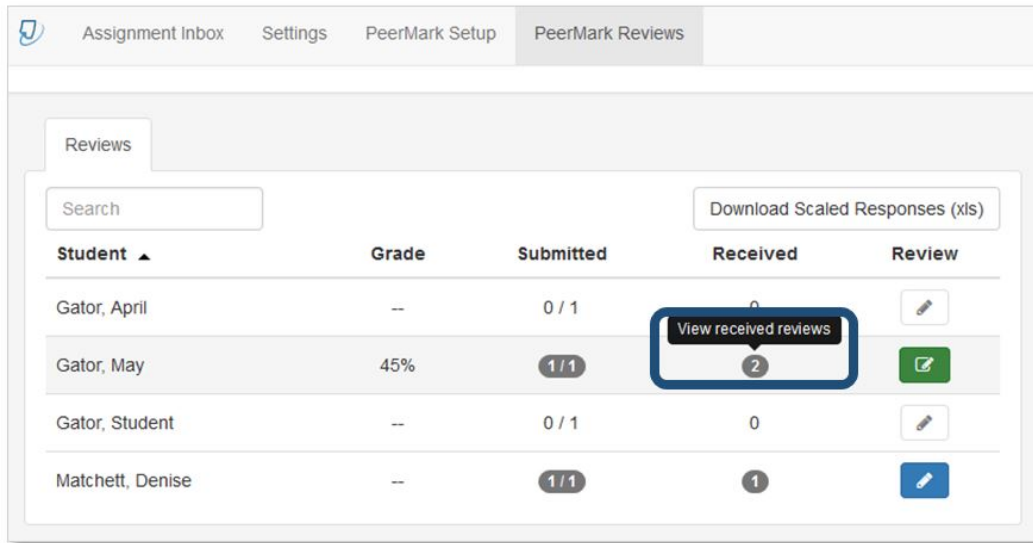 Assignment Inbox Settings PeerMark Setup PeerMark Reviews
Reviews
Search Download Scaled Responses (xls)
Student ▲ Grade Submitted Received Review
Gator, April -- 0 / 1 0
View received reviews
Gator, May 45% 1 / 1 2
Gator, Student -- 0 / 1 0
Matchett, Denise -- 1 / 1 1